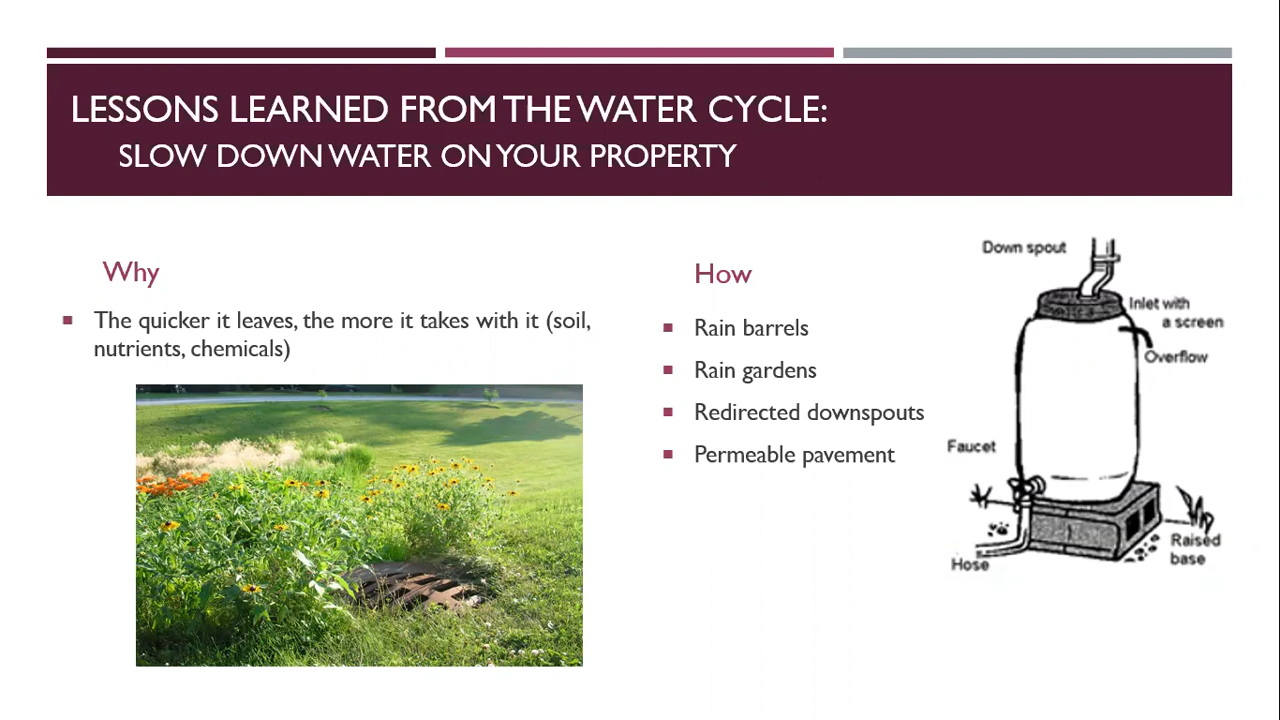 LESSONS LEARNED FROM THE WATER CYCLE:
SLOW DOWN WATER ON YOUR PROPERTY
Why
The quicker it leaves, the more it takes with it (soil,
nutrients, chemicals)
How
Rain barrels
Rain gardens
Redirected downspouts
Permeable pavement
Down spout
Inlet with
a screen
Overflow
Faucet
Hose
Raised
base